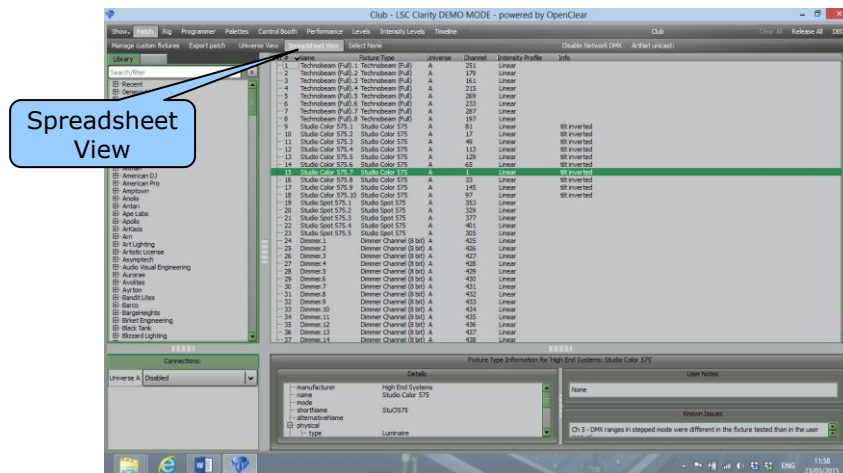 Club - LSC Clarity DEMO MODE - powered by OpenClear
Show.. Patch Rig Programmer Palettes Control Booth Performance Levels Intensity Levels Timeline Club Clear All Release All DBO
Manage custom fixtures Export patch Universe View Spreadsheet View Select None Disable Network DMX ArtNet unicast:
Library
Search/filter x
Recent
Generic
Spreadsheet
View
American DJ
American Pro
Amptown
Anolis
Antari
Ape Labs
Apollo
ArKaos
Arri
Art Lighting
Artistic License
Asymptech
Audio Visual Engineering
Aurorae
Avolites
Ayrton
Bandit Lites
Barco
BargeHeights
Birket Engineering
Black Tank
Blizzard Lighting
# Name Fixture Type Universe Channel Intensity Profile Info
1 Technobeam (Full).1 Technobeam (Full) A 251 Linear
2 Technobeam (Full).2 Technobeam (Full) A 179 Linear
3 Technobeam (Full).3 Technobeam (Full) A 161 Linear
4 Technobeam (Full).4 Technobeam (Full) A 215 Linear
5 Technobeam (Full).5 Technobeam (Full) A 269 Linear
6 Technobeam (Full).6 Technobeam (Full) A 233 Linear
7 Technobeam (Full).7 Technobeam (Full) A 287 Linear
8 Technobeam (Full).8 Technobeam (Full) A 197 Linear
9 Studio Color 575.1 Studio Color 575 A 81 Linear tilt inverted
10 Studio Color 575.2 Studio Color 575 A 17 Linear tilt inverted
11 Studio Color 575.3 Studio Color 575 A 49 Linear tilt inverted
12 Studio Color 575.4 Studio Color 575 A 113 Linear tilt inverted
13 Studio Color 575.5 Studio Color 575 A 129 Linear tilt inverted
14 Studio Color 575.6 Studio Color 575 A 65 Linear tilt inverted
15 Studio Color 575.7 Studio Color 575 A 1 Linear tilt inverted
16 Studio Color 575.8 Studio Color 575 A 33 Linear tilt inverted
17 Studio Color 575.9 Studio Color 575 A 145 Linear tilt inverted
18 Studio Color 575.10 Studio Color 575 A 97 Linear tilt inverted
19 Studio Spot 575.1 Studio Spot 575 A 353 Linear
20 Studio Spot 575.2 Studio Spot 575 A 329 Linear
21 Studio Spot 575.3 Studio Spot 575 A 377 Linear
22 Studio Spot 575.4 Studio Spot 575 A 401 Linear
23 Studio Spot 575.5 Studio Spot 575 A 305 Linear
24 Dimmer.1 Dimmer Channel (8 bit) A 425 Linear
25 Dimmer.2 Dimmer Channel (8 bit) A 426 Linear
26 Dimmer.3 Dimmer Channel (8 bit) A 427 Linear
27 Dimmer.4 Dimmer Channel (8 bit) A 428 Linear
28 Dimmer.5 Dimmer Channel (8 bit) A 429 Linear
29 Dimmer.6 Dimmer Channel (8 bit) A 430 Linear
30 Dimmer.7 Dimmer Channel (8 bit) A 431 Linear
31 Dimmer.8 Dimmer Channel (8 bit) A 432 Linear
32 Dimmer.9 Dimmer Channel (8 bit) A 433 Linear
33 Dimmer.10 Dimmer Channel (8 bit) A 434 Linear
34 Dimmer.11 Dimmer Channel (8 bit) A 435 Linear
35 Dimmer.12 Dimmer Channel (8 bit) A 436 Linear
36 Dimmer.13 Dimmer Channel (8 bit) A 437 Linear
37 Dimmer.14 Dimmer Channel (8 bit) A 438 Linear
Connections:
Universe A Disabled
Fixture Type Information for 'High End Systems: Studio Color 575'
Details
manufacturer High End Systems
name Studio Color 575
mode
shortName StuCl575
alternativeName
physical
type Luminaire
User Notes
None
Known Issues
Ch 5 - DMX ranges in stepped mode were different in the fixture tested than in the user
ENG 11:58
23/03/2015